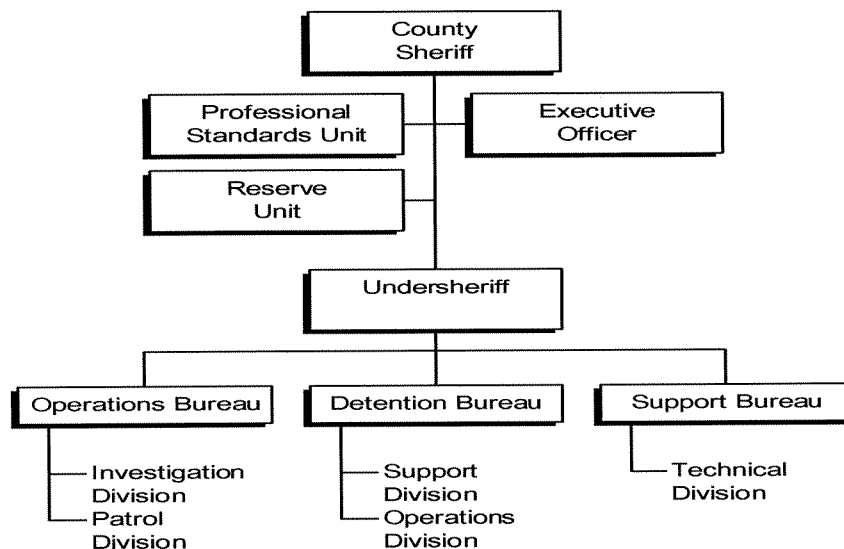 County
Sheriff
Professional
Standards Unit
Executive
Officer
Reserve
Unit
Undersheriff
Operations Bureau
Detention Bureau
Support Bureau
Investigation
Division
Patrol
Division
Support
Division
Operations
Division
Technical
Division